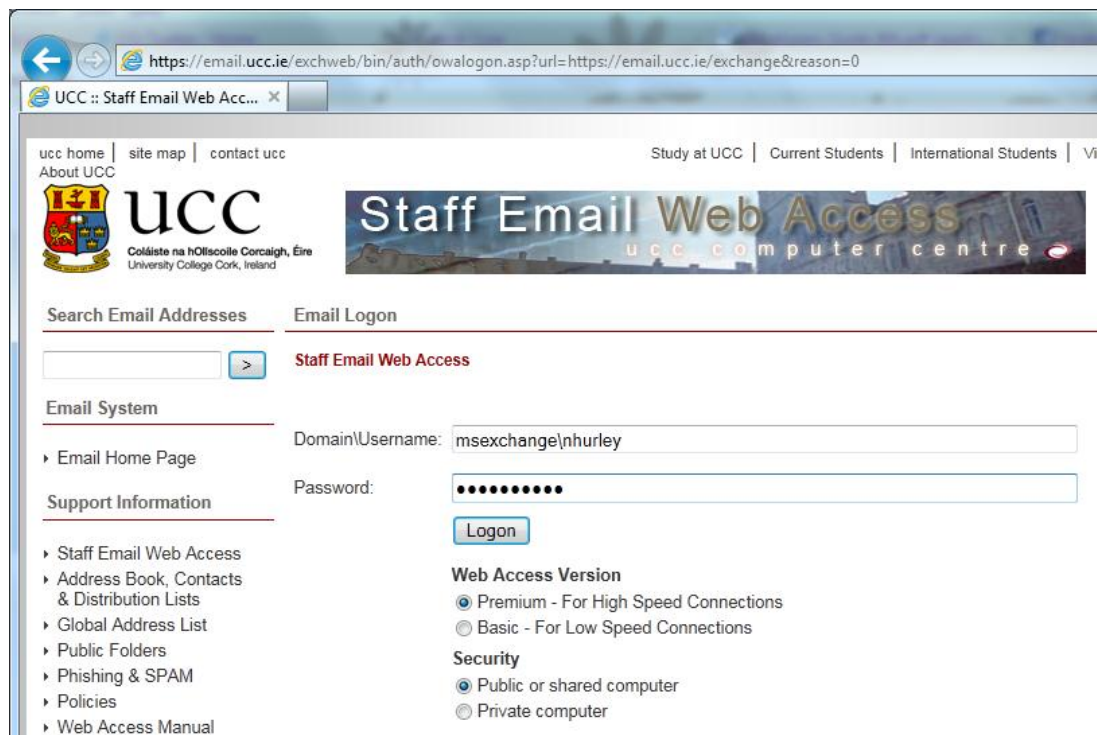 https://email.ucc.ie/exchweb/bin/auth/owalogon.asp?url=https://email.ucc.ie/exchange&reason=0
UCC :: Staff Email Web Acc...
ucc home | site map | contact ucc
Study at UCC | Current Students | International Students |
About UCC
UCC
Coláiste na hOllscoile Corcaigh, Éire
University College Cork, Ireland
Staff Email Web Access
ucc computer centre
Search Email Addresses
Email Logon
>
Staff Email Web Access
Email System
Domain\Username: msexchange\nhurley
Email Home Page
Password: ●●●●●●●●●●
Support Information
Logon
Staff Email Web Access
Web Access Version
Address Book, Contacts
& Distribution Lists
Premium - For High Speed Connections
Global Address List
Basic - For Low Speed Connections
Public Folders
Security
Phishing & SPAM
Public or shared computer
Policies
Private computer
Web Access Manual